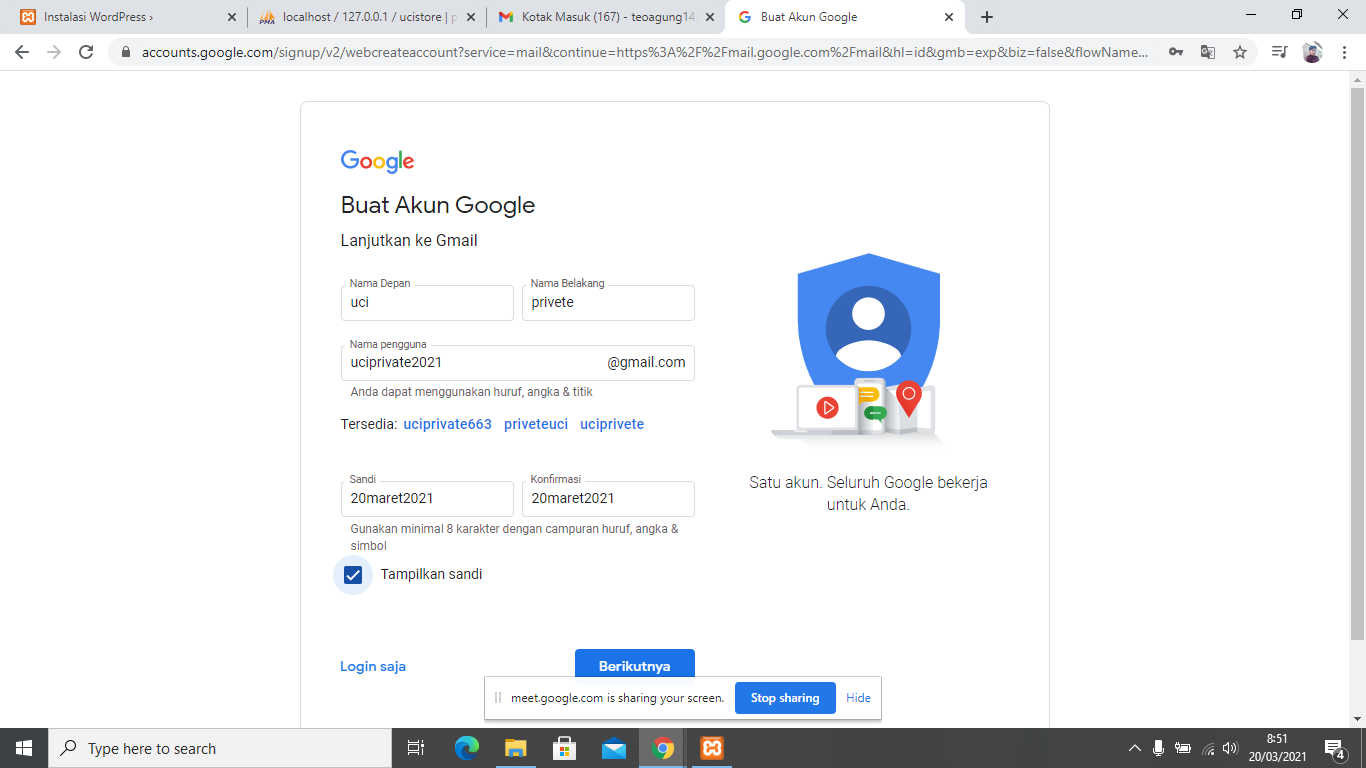 Instalasi WordPress ›
localhost / 127.0.0.1 / ucistore | p
Kotak Masuk (167) - teoagung14
Buat Akun Google
accounts.google.com/signup/v2/webcreateaccount?service=mail&continue=https%3A%2F%2Fmail.google.com%2Fmail&hl=id&gmb=exp&biz=false&flowName...
Google
Buat Akun Google
Lanjutkan ke Gmail
Nama Depan
uci
Nama Belakang
privete
Nama pengguna
uciprivate2021 @gmail.com
Anda dapat menggunakan huruf, angka & titik
Tersedia: uciprivate663 priveteuci uciprivete
Sandi
20maret2021
Konfirmasi
20maret2021
Gunakan minimal 8 karakter dengan campuran huruf, angka &
simbol
Tampilkan sandi
Login saja
Berikutnya
Satu akun. Seluruh Google bekerja
untuk Anda.
meet.google.com is sharing your screen.
Stop sharing
Hide
Type here to search
8:51
20/03/2021
4